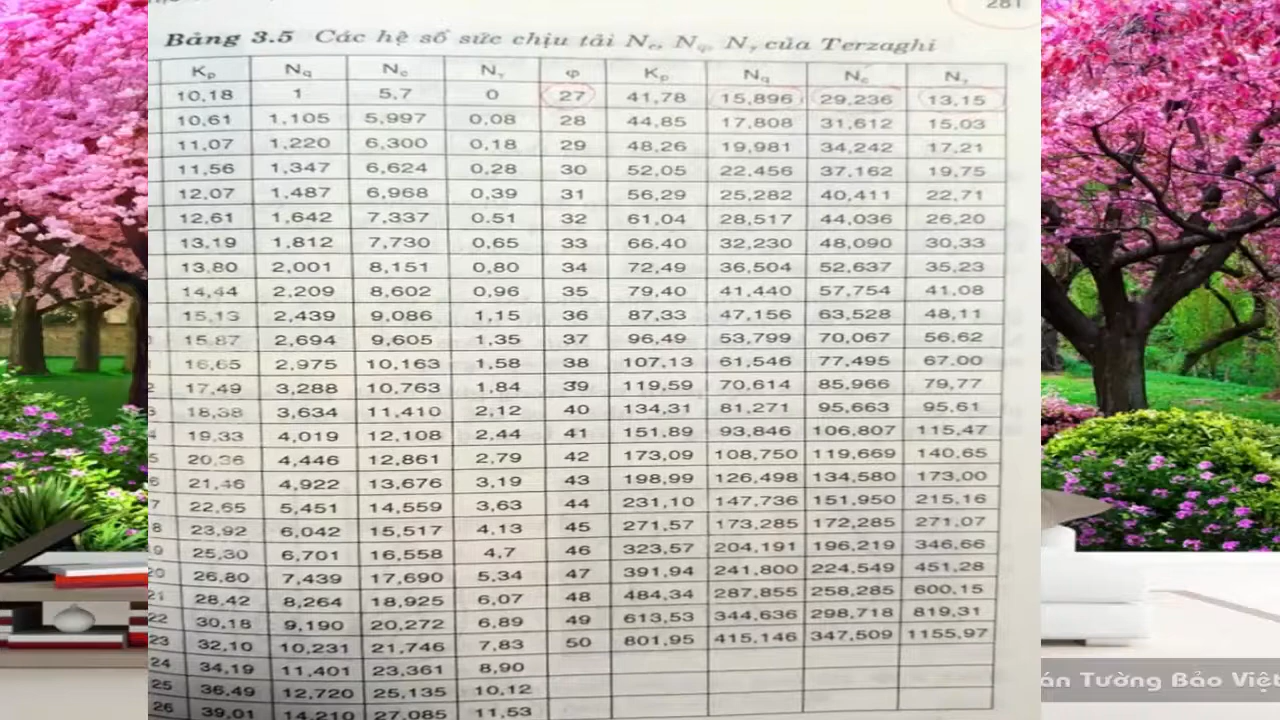 281
Bảng 3.5 Các hệ số sức chịu tải Nc, Nq, Nγ của Terzaghi
Kp Nq Nc Nγ φ Kp Nq Nc Nγ
10,18 1 5,7 0 27 41,78 15,896 29,236 13,15
10,61 1,105 5,997 0,08 28 44,85 17,808 31,612 15,03
11,07 1,220 6,300 0,18 29 48,26 19,981 34,242 17,21
11,56 1,347 6,624 0,28 30 52,05 22,456 37,162 19,75
12,07 1,487 6,968 0,39 31 56,29 25,282 40,411 22,71
12,61 1,642 7,337 0.51 32 61,04 28,517 44,036 26,20
13,19 1,812 7,730 0,65 33 66,40 32,230 48,090 30,33
13,80 2,001 8,151 0,80 34 72,49 36,504 52,637 35,23
14,44 2,209 8,602 0,96 35 79,40 41,440 57,754 41,08
15,13 2,439 9,086 1,15 36 87,33 47,156 63,528 48,11
15,87 2,694 9,605 1,35 37 96,49 53,799 70,067 56,62
16,65 2,975 10,163 1,58 38 107,13 61,546 77,495 67.00
2 17,49 3,288 10,763 1,84 39 119,59 70,614 85,966 79,77
3 18,38 3,634 11,410 2,12 40 134,31 81,271 95,663 95,61
4 19,33 4,019 12,108 2,44 41 151,89 93,846 106,807 115,47
5 20,36 4,446 12,861 2,79 42 173,09 108,750 119,669 140,65
6 21,46 4,922 13,676 3,19 43 198,99 126,498 134,580 173,00
7 22,65 5,451 14,559 3,63 44 231,10 147,736 151,950 215,16
8 23,92 6,042 15,517 4,13 45 271,57 173,285 172,285 271,07
9 25,30 6,701 16,558 4,7 46 323,57 204,191 196,219 346,66
20 26,80 7,439 17,690 5,34 47 391,94 241,800 224,549 451,28
21 28,42 8,264 18,925 6,07 48 484,34 287,855 258,285 600,15
22 30,18 9,190 20,272 6,89 49 613,53 344,636 298,718 819,31
23 32,10 10,231 21,746 7,83 50 801,95 415,146 347,509 1155,97
24 34,19 11,401 23,361 8,90
25 36,49 12,720 25,135 10,12
26 39,01 14,210 27,085 11,53
án Tường Bảo Việt